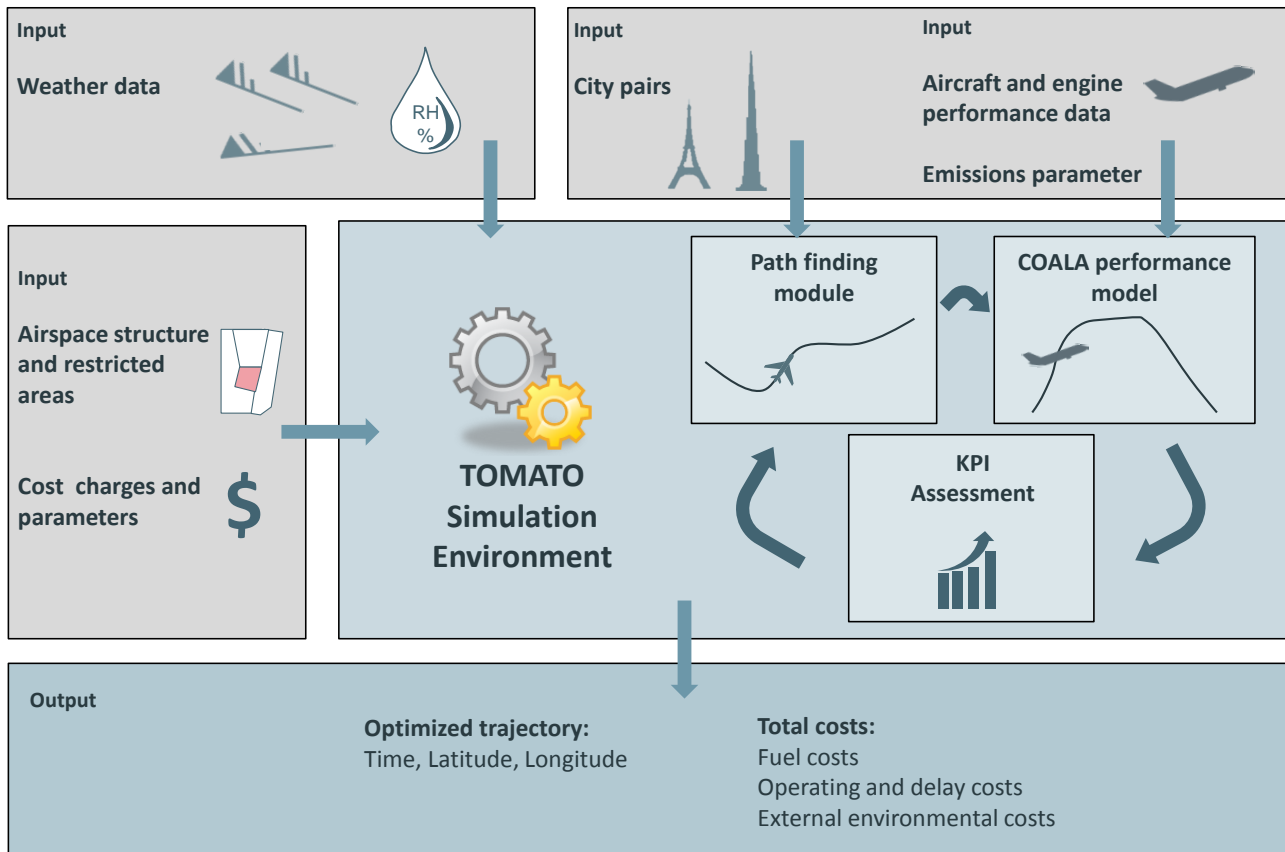 Input
Weather data
RH
%
Input
City pairs
Input
Aircraft and engine
performance data
Emissions parameter
Input
Airspace structure
and restricted
areas
Cost charges and
parameters
$
TOMATO
Simulation
Environment
Path finding
module
COALA performance
model
KPI
Assessment
Output
Optimized trajectory:
Time, Latitude, Longitude
Total costs:
Fuel costs
Operating and delay costs
External environmental costs